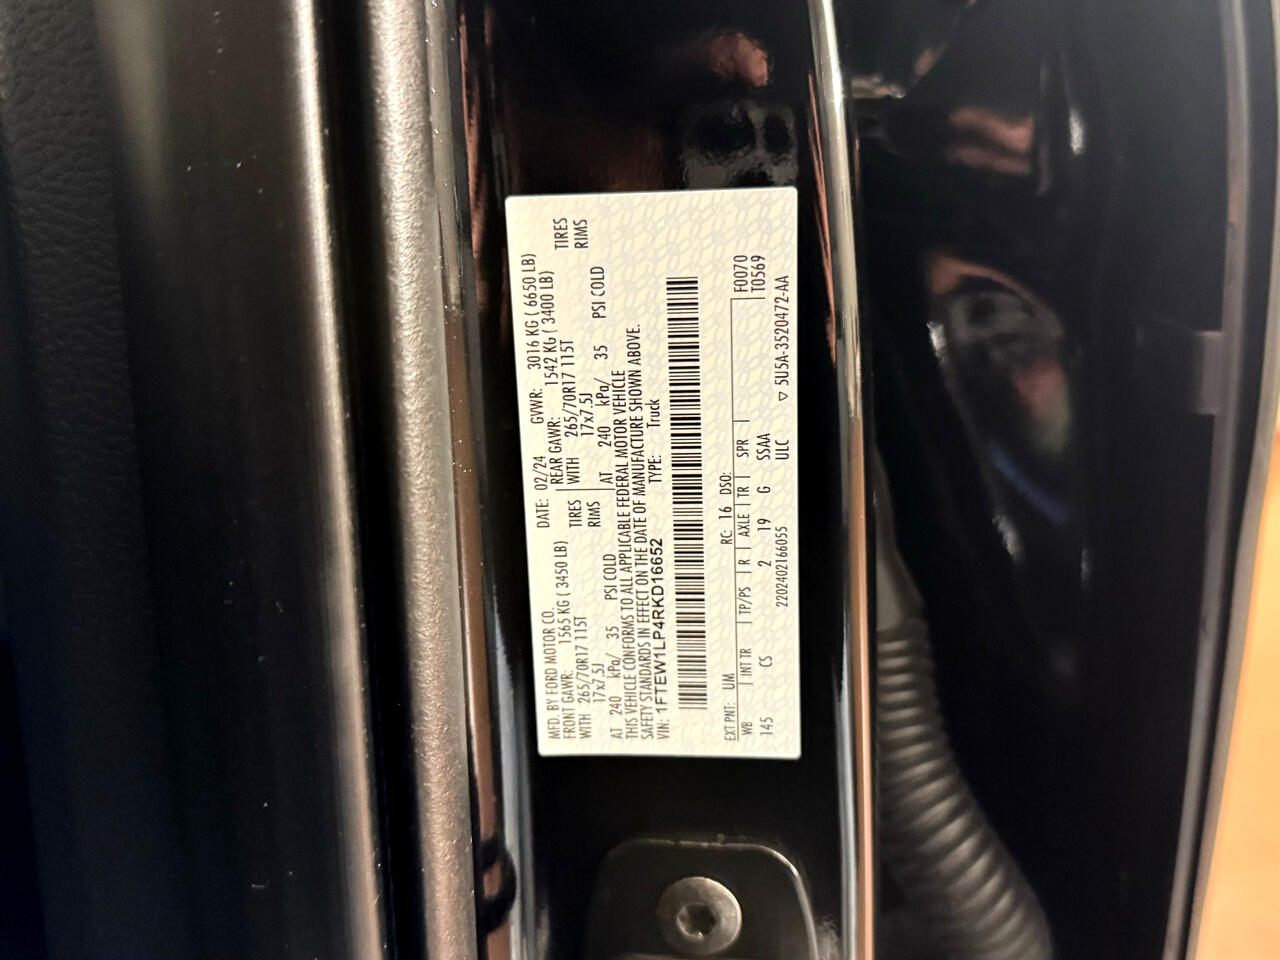 MFD. BY FORD MOTOR CO.
DATE: 02/24 GVWR: 3016 KG ( 6650 LB)
FRONT GAWR: 1565 KG ( 3450 LB)
REAR GAWR: 1542 KG ( 3400 LB)
WITH 265/70R17 115T TIRES
WITH 265/70R17 115T TIRES
17x7.5J RIMS
17x7.5J RIMS
AT 240 kPa/ 35 PSI COLD
AT 240 kPa/ 35 PSI COLD
THIS VEHICLE CONFORMS TO ALL APPLICABLE FEDERAL MOTOR VEHICLE
SAFETY STANDARDS IN EFFECT ON THE DATE OF MANUFACTURE SHOWN ABOVE.
VIN: 1FTEW1LP4RKD16652 TYPE: Truck
EXT PNT: UM RC: 16 DSO: F0070
WB INT TR TP/PS R AXLE TR SPR T0569
145 CS 2 19 G SSAA
2202402166055 ULC ▽ 5U5A-3520472-AA